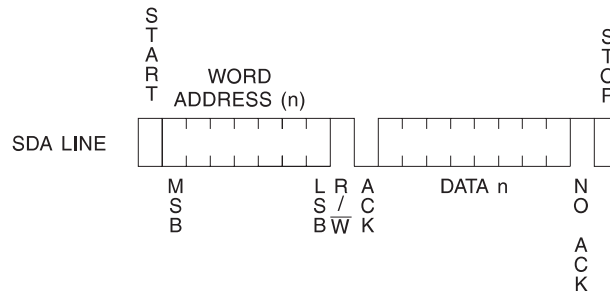 START
WORD
ADDRESS (n)
STOP
SDA LINE
MSB
LSB
R/W
ACK
DATA n
NO ACK